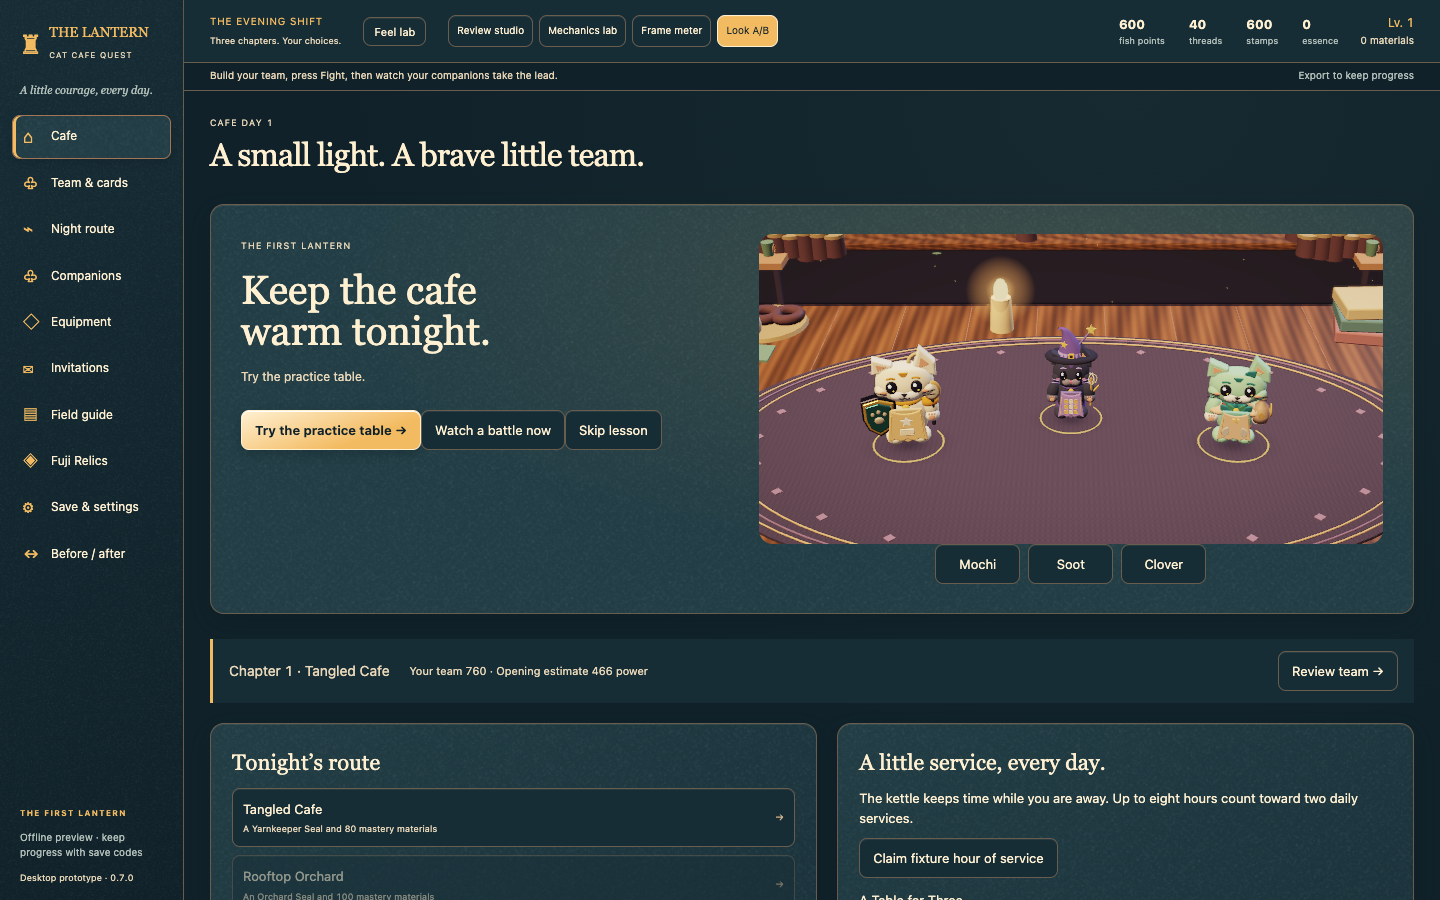 THE LANTERN
CAT CAFE QUEST
A little courage, every day.
Cafe
Team & cards
Night route
Companions
Equipment
Invitations
Field guide
Fuji Relics
Save & settings
Before / after
THE FIRST LANTERN
Offline preview · keep
progress with save codes
Desktop prototype · 0.7.0
THE EVENING SHIFT
Three chapters. Your choices.
Feel lab
Review studio
Mechanics lab
Frame meter
Look A/B
600
fish points
40
threads
600
stamps
0
essence
Lv. 1
0 materials
Build your team, press Fight, then watch your companions take the lead.
Export to keep progress
CAFE DAY 1
A small light. A brave little team.
THE FIRST LANTERN
Keep the cafe
warm tonight.
Try the practice table.
Try the practice table →
Watch a battle now
Skip lesson
Mochi
Soot
Clover
Chapter 1 · Tangled Cafe
Your team 760 · Opening estimate 466 power
Review team →
Tonight’s route
Tangled Cafe
A Yarnkeeper Seal and 80 mastery materials
→
Rooftop Orchard
An Orchard Seal and 100 mastery materials
→
A little service, every day.
The kettle keeps time while you are away. Up to eight hours count toward two daily
services.
Claim fixture hour of service
A Table for Three